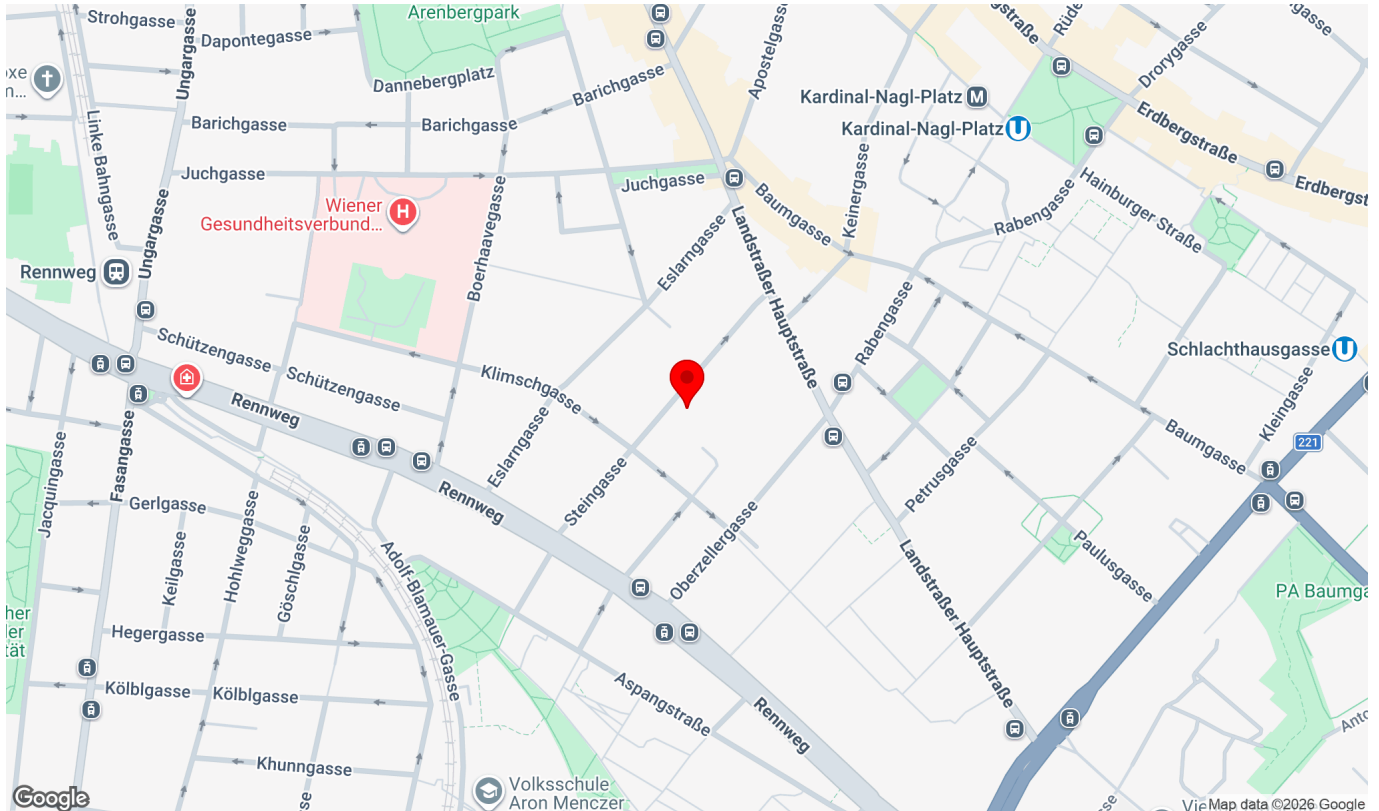 Arenbergpark
Strohgasse
Dapontegasse
Ungargasse
Dannebergplatz
Barichgasse
Apostelgasse
Drorygasse
Kardinal-Nagl-Platz
M
Kardinal-Nagl-Platz
U
Erdbergstraße
Erdbergst
Linke Bahngasse
Barichgasse
Barichgasse
Juchgasse
Juchgasse
Wiener
Gesundheitsverbund...
H
Boerhaavegasse
Eslarngasse
Baumgasse
Keinergasse
Rabengasse
Hainburger Straße
Rennweg
Ungargasse
Landstraßer Hauptstraße
Rabengasse
Schlachthausgasse
U
Schützengasse
Schützengasse
Klimschgasse
Rennweg
Fasangasse
Jacquingasse
Eslarngasse
Steingasse
Petrusgasse
Baumgasse
Kleingasse
221
Rennweg
Gerlgasse
Keilgasse
Hohlweggasse
Göschlgasse
Adolf-Blamauer-Gasse
Oberzellergasse
Landstraßer Hauptstraße
Paulusgasse
PA Baumga
Hegergasse
Kölblgasse
Kölblgasse
Aspangstraße
Rennweg
Khunngasse
Volksschule
Aron Menczer
Google
Map data ©2026 Google